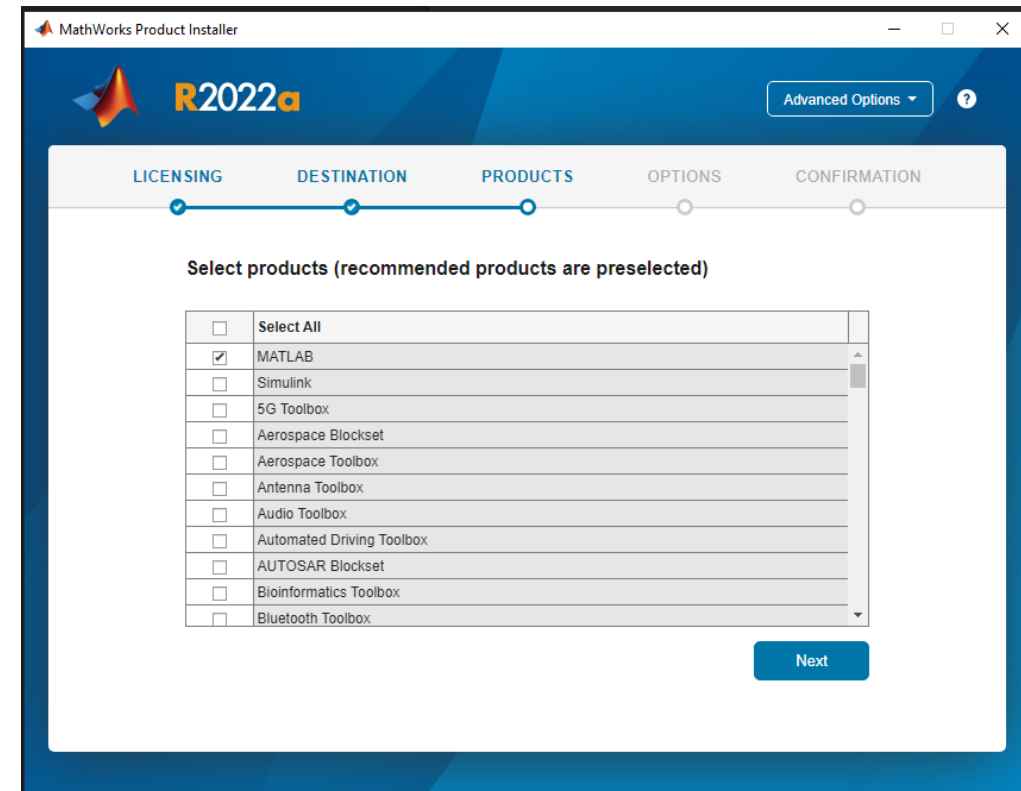 MathWorks Product Installer
R2022a
Advanced Options
?
LICENSING DESTINATION PRODUCTS OPTIONS CONFIRMATION
Select products (recommended products are preselected)
Select All
MATLAB
Simulink
5G Toolbox
Aerospace Blockset
Aerospace Toolbox
Antenna Toolbox
Audio Toolbox
Automated Driving Toolbox
AUTOSAR Blockset
Bioinformatics Toolbox
Bluetooth Toolbox
Next